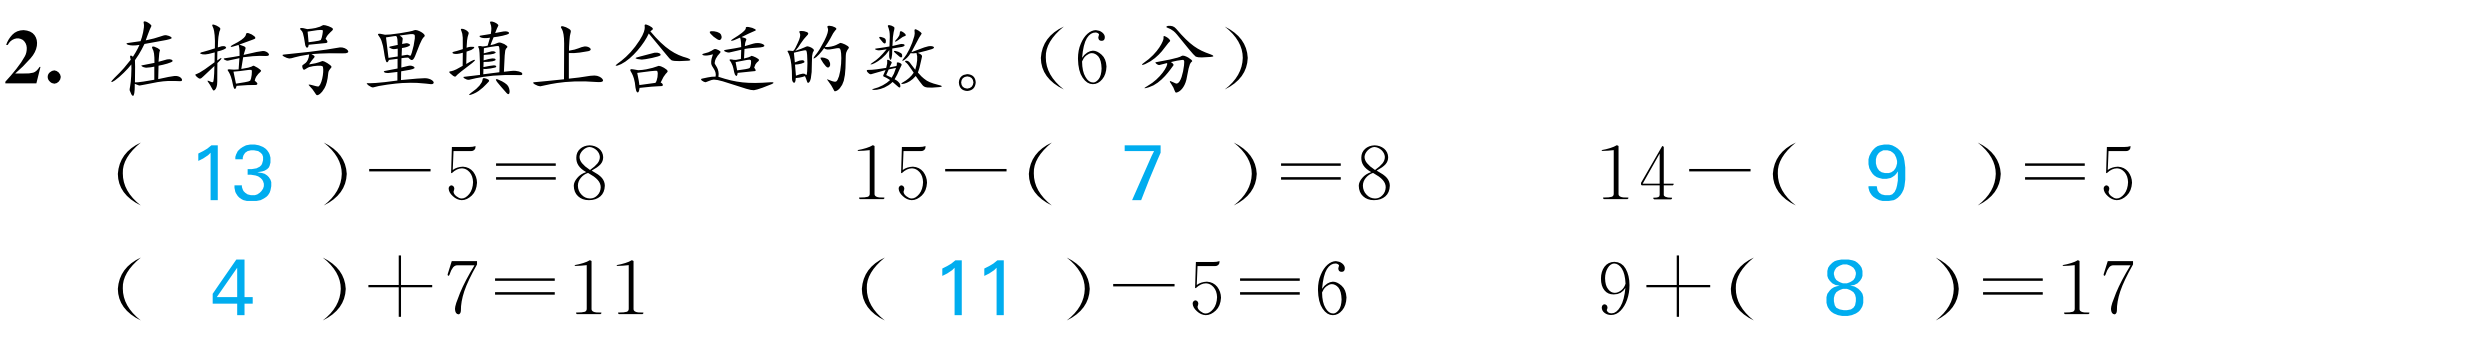 2. 在括号里填上合适的数。(6 分)
( 13 )-5=8 15-( 7 )=8 14-( 9 )=5
( 4 )+7=11 ( 11 )-5=6 9+( 8 )=17